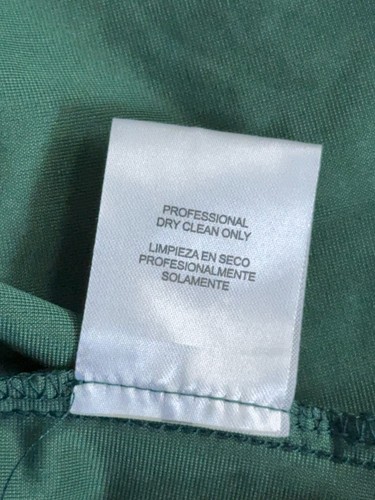 PROFESSIONAL
DRY CLEAN ONLY
LIMPIEZA EN SECO
PROFESIONALMENTE
SOLAMENTE